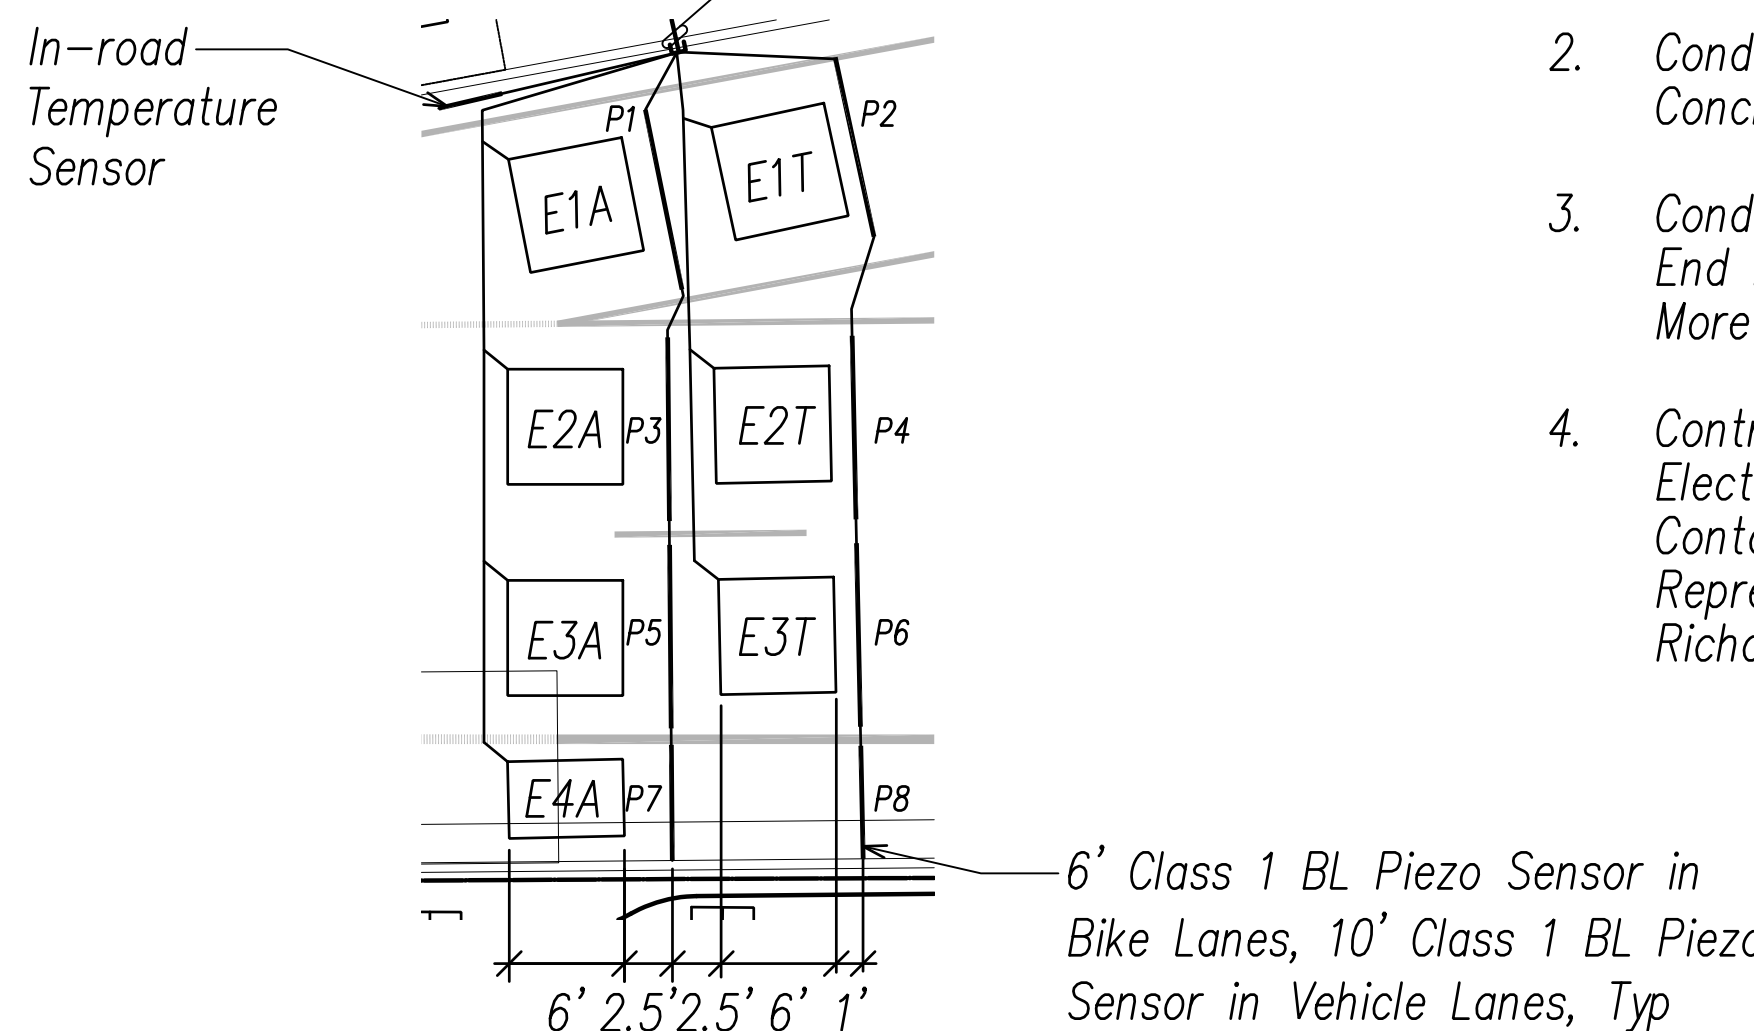 In-road
Temperature
Sensor
P1
P2
E1A
E1T
E2A
P3
E2T
P4
E3A
P5
E3T
P6
E4A
P7
P8
6' Class 1 BL Piezo Sensor in
Bike Lanes, 10' Class 1 BL Piezo
Sensor in Vehicle Lanes, Typ
6' 2.5' 2.5' 6' 1'
2.
3.
End
More
4.